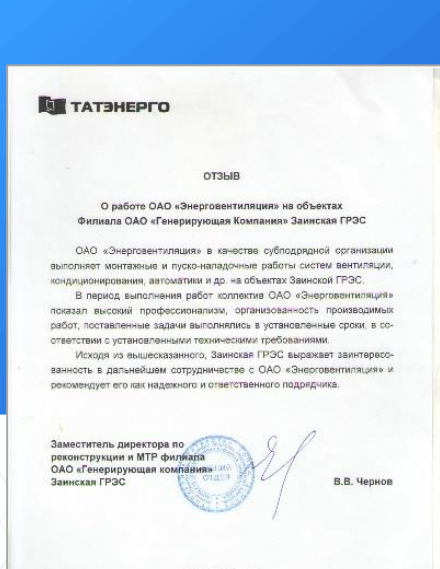 ТАТЭНЕРГО
ОТЗЫВ
О работе ОАО «Энерговентиляция» на объектах
Филиала ОАО «Генерирующая Компания» Заинская ГРЭС
ОАО «Энерговентиляция» в качестве субподрядной организации
выполняет монтажные и пуско-наладочные работы систем вентиляции,
кондиционирования, автоматики и др. на объектах Заинской ГРЭС.
В период выполнения работ коллектив ОАО «Энерговентиляция»
показал высокий профессионализм, организованность производимых
работ, поставленные задачи выполнялись в установленные сроки, в со-
ответствии с установленными техническими требованиями.
Исходя из вышесказанного, Заинская ГРЭС выражает заинтересо-
ванность в дальнейшем сотрудничестве с ОАО «Энерговентиляция» и
рекомендует его как надежного и ответственного подрядчика.
Заместитель директора по
реконструкции и МТР филиала
ОАО «Генерирующая компания»
Заинская ГРЭС
В.В. Чернов
ОТДЕЛ